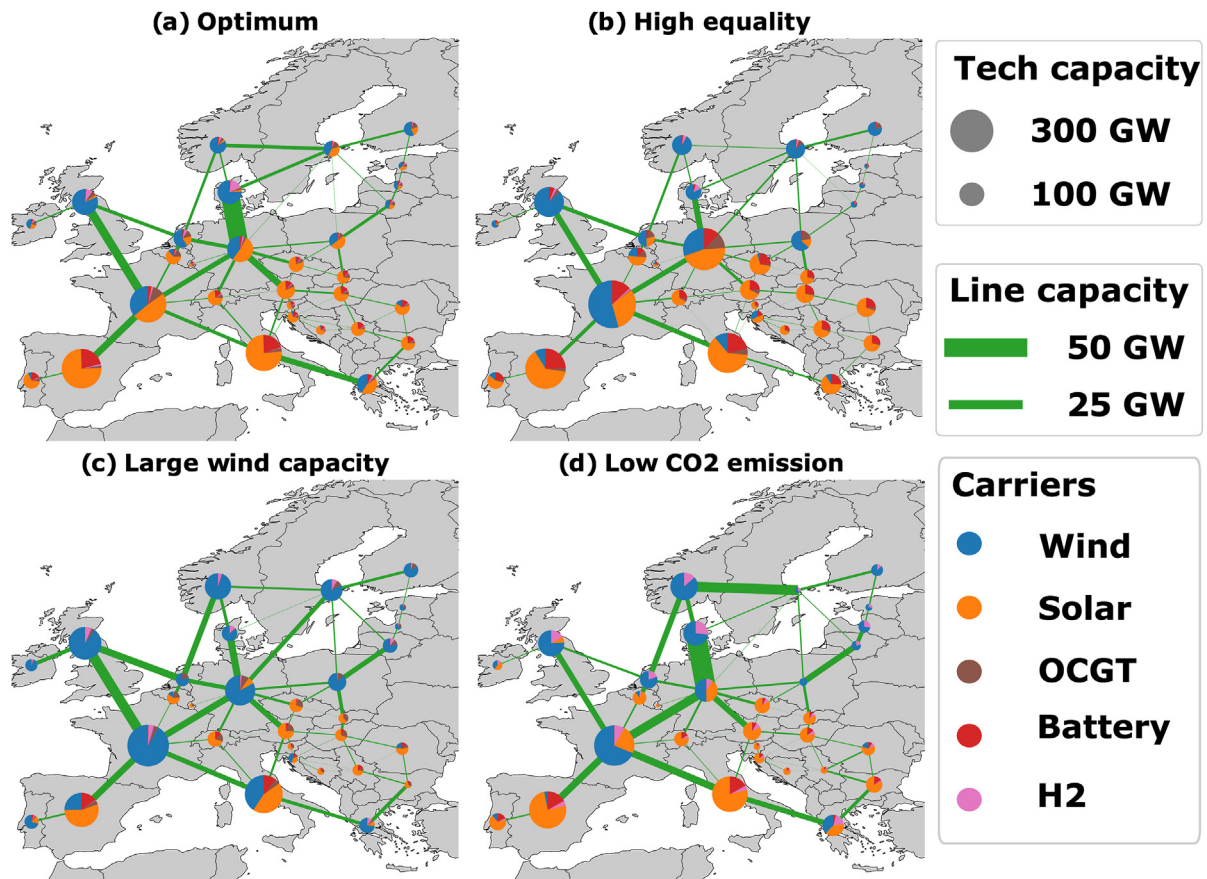 (a) Optimum
(b) High equality
Tech capacity
300 GW
100 GW
Line capacity
50 GW
25 GW
(c) Large wind capacity
(d) Low CO2 emission
Carriers
Wind
Solar
OCGT
Battery
H2